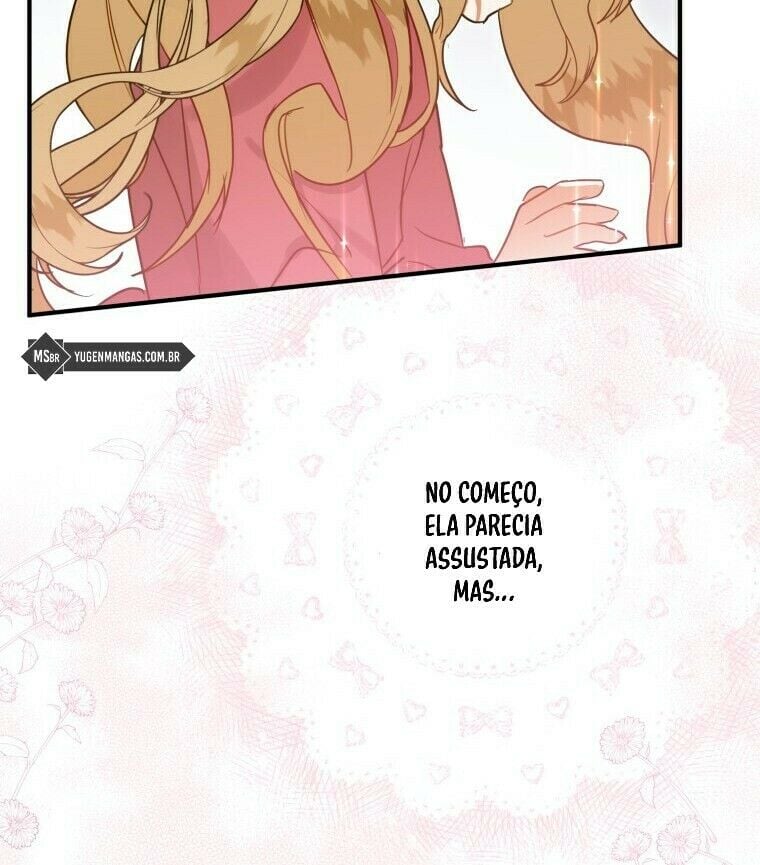 MSBR YUGENMANGAS.COM.BR
NO COMEÇO,
ELA PARECIA
ASSUSTADA,
MAS...